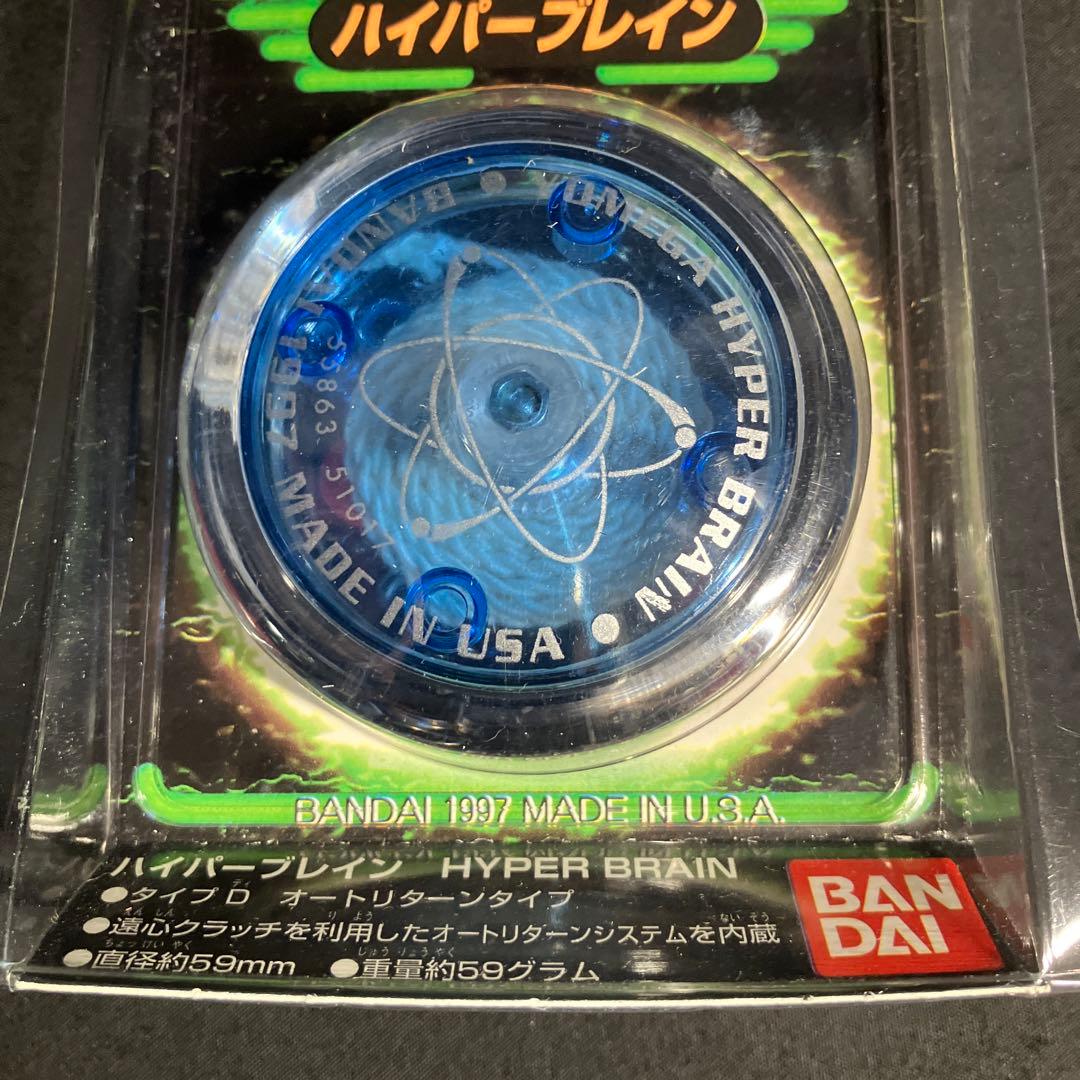 ハイパーブレイン
BANDAI 1997 MADE IN USA
YOMEGA HYPER BRAIN
55863 51017
BANDAI 1997 MADE IN U.S.A.
ハイパーブレイン HYPER BRAIN
●タイプD オートリターンタイプ
●遠心クラッチを利用したオートリターンシステムを内蔵
●直径約59mm ●重量約59グラム
BAN
DAI